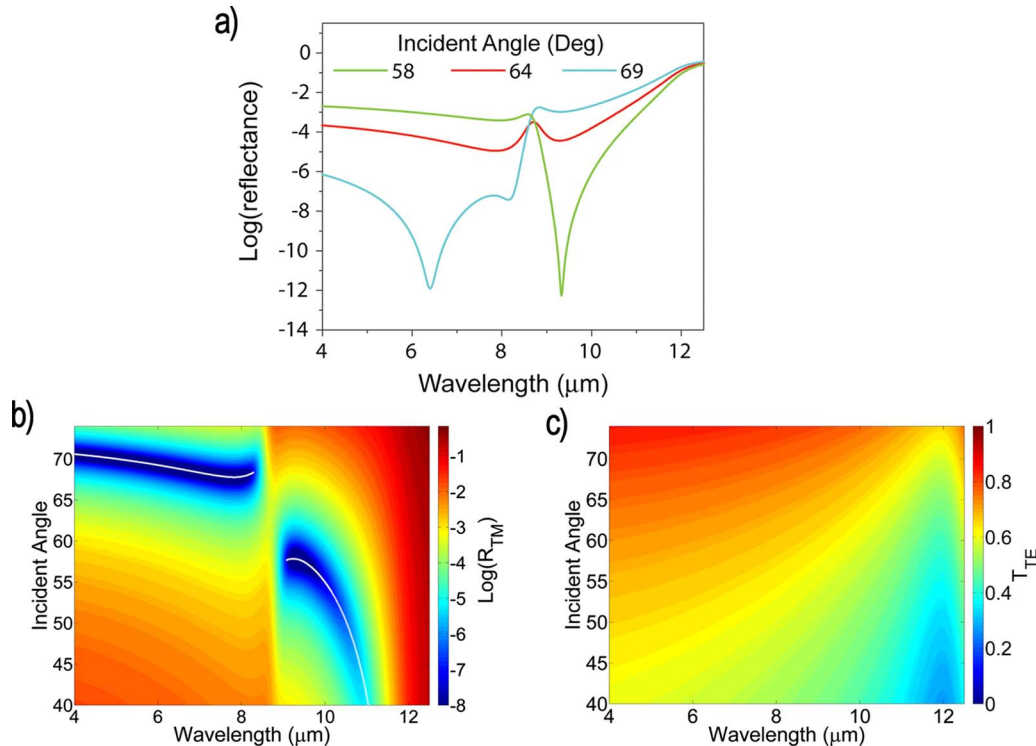 a)
Incident Angle (Deg)
58 64 69
0
-2
-4
-6
-8
-10
-12
-14
Log(reflectance)
4 6 8 10 12
Wavelength (μm)
b)
70
65
60
55
50
45
40
Incident Angle
4 6 8 10 12
Wavelength (μm)
-1
-2
-3
-4
-5
-6
-7
-8
Log(R_TM)
c)
70
65
60
55
50
45
40
Incident Angle
4 6 8 10 12
Wavelength (μm)
1
0.8
0.6
0.4
0.2
0
T_TE